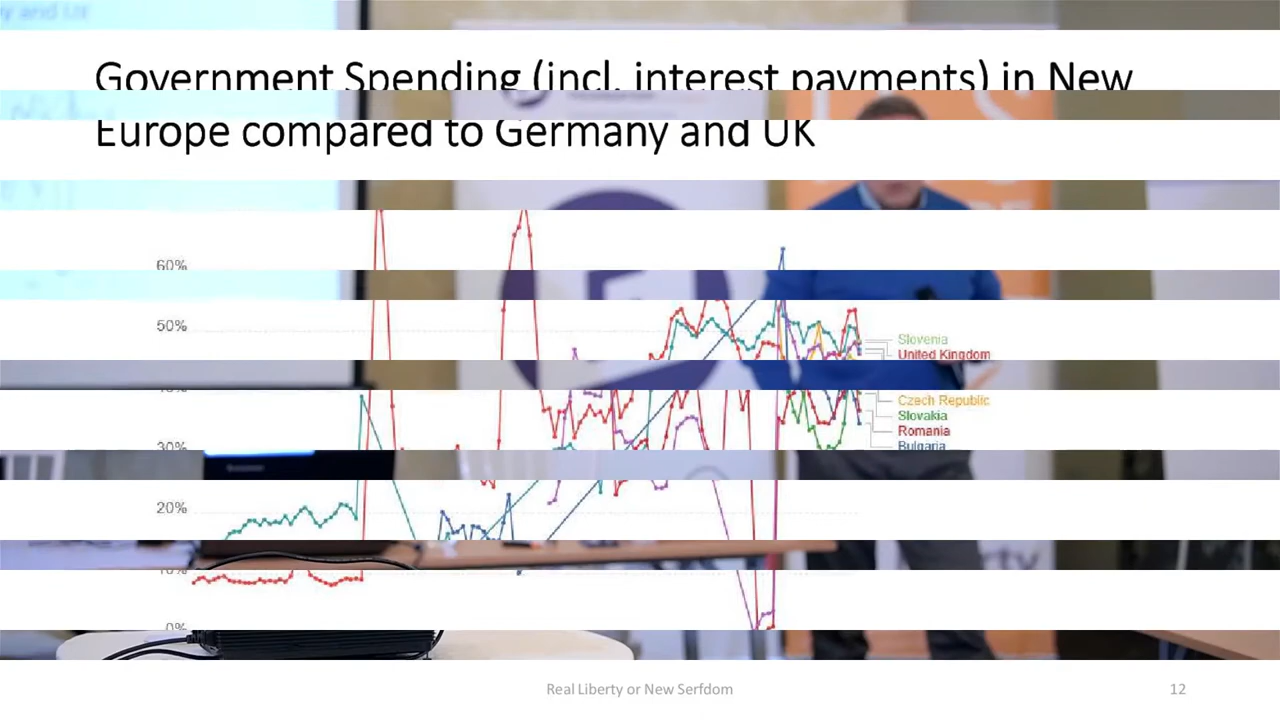 Government Spending (incl. interest payments) in New
Europe compared to Germany and UK
60%
50%
30%
20%
10%
0%
Slovenia
United Kingdom
Czech Republic
Slovakia
Romania
Bulgaria
Real Liberty or New Serfdom
12